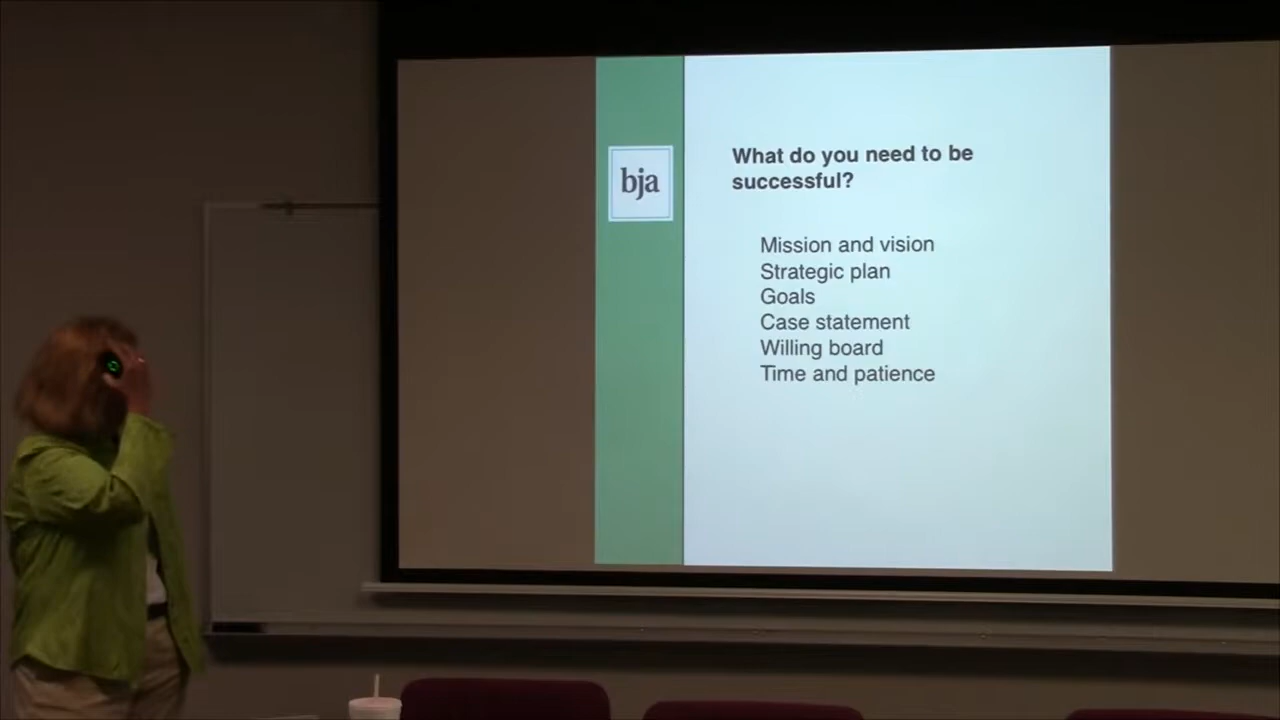 bja
What do you need to be
successful?
Mission and vision
Strategic plan
Goals
Case statement
Willing board
Time and patience